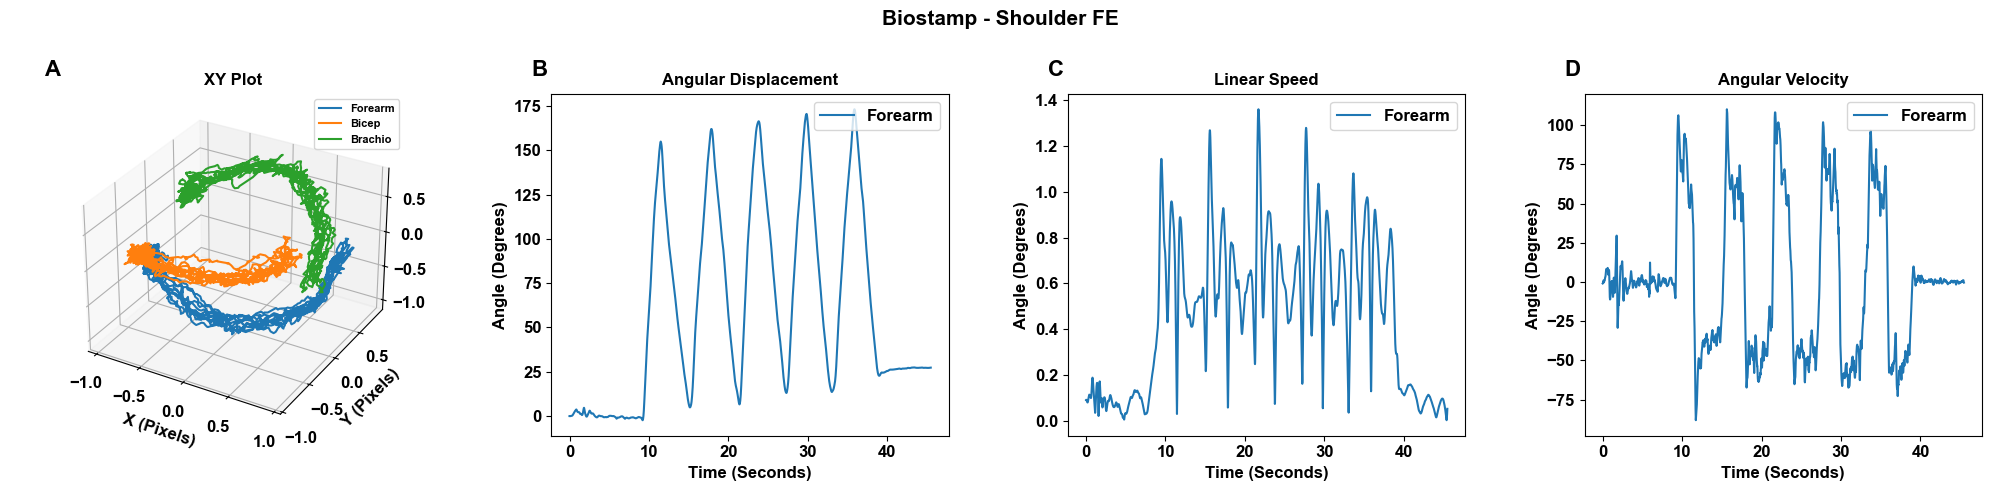 Biostamp - Shoulder FE
A
XY Plot
Forearm
Bicep
Brachio
0.5
0.0
−0.5
−1.0
−1.0
−0.5
0.0
0.5
1.0
X (Pixels)
−1.0
−0.5
0.0
0.5
Y (Pixels)
B
Angular Displacement
Forearm
175
150
125
100
75
50
25
0
Angle (Degrees)
0 10 20 30 40
Time (Seconds)
C
Linear Speed
Forearm
1.4
1.2
1.0
0.8
0.6
0.4
0.2
0.0
Angle (Degrees)
0 10 20 30 40
Time (Seconds)
D
Angular Velocity
Forearm
100
75
50
25
0
−25
−50
−75
Angle (Degrees)
0 10 20 30 40
Time (Seconds)